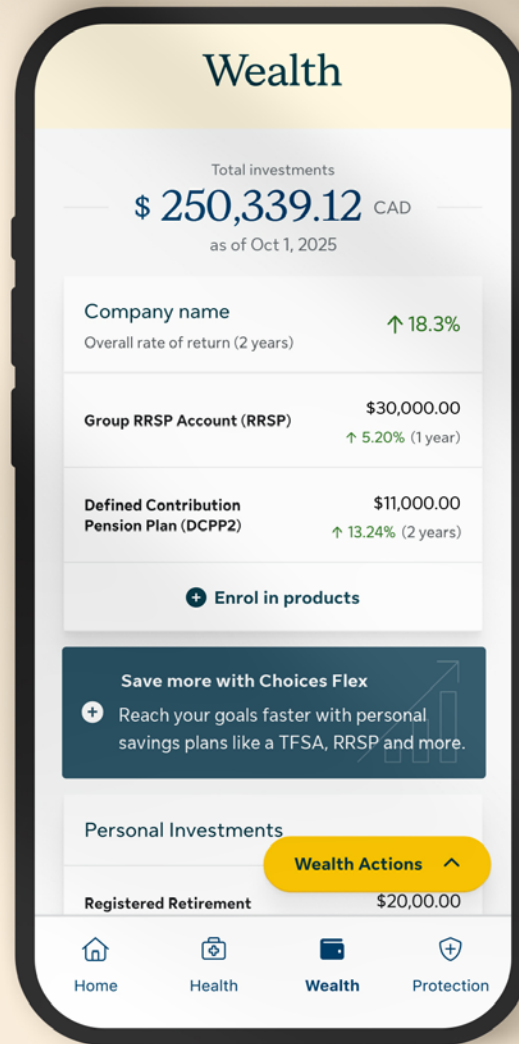 Wealth
Total investments
$ 250,339.12 CAD
as of Oct 1, 2025
Company name
↑ 18.3%
Overall rate of return (2 years)
Group RRSP Account (RRSP)
$30,000.00
↑ 5.20% (1 year)
Defined Contribution
Pension Plan (DCPP2)
$11,000.00
↑ 13.24% (2 years)
Enrol in products
Save more with Choices Flex
Reach your goals faster with personal
savings plans like a TFSA, RRSP and more.
Personal Investments
Wealth Actions
Registered Retirement
$20,00.00
Home
Health
Wealth
Protection